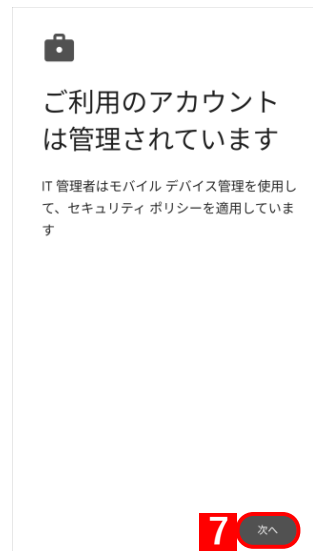 ご利用のアカウント
は管理されています
IT 管理者はモバイル デバイス管理を使用し
て、セキュリティ ポリシーを適用していま
す
7 次へ